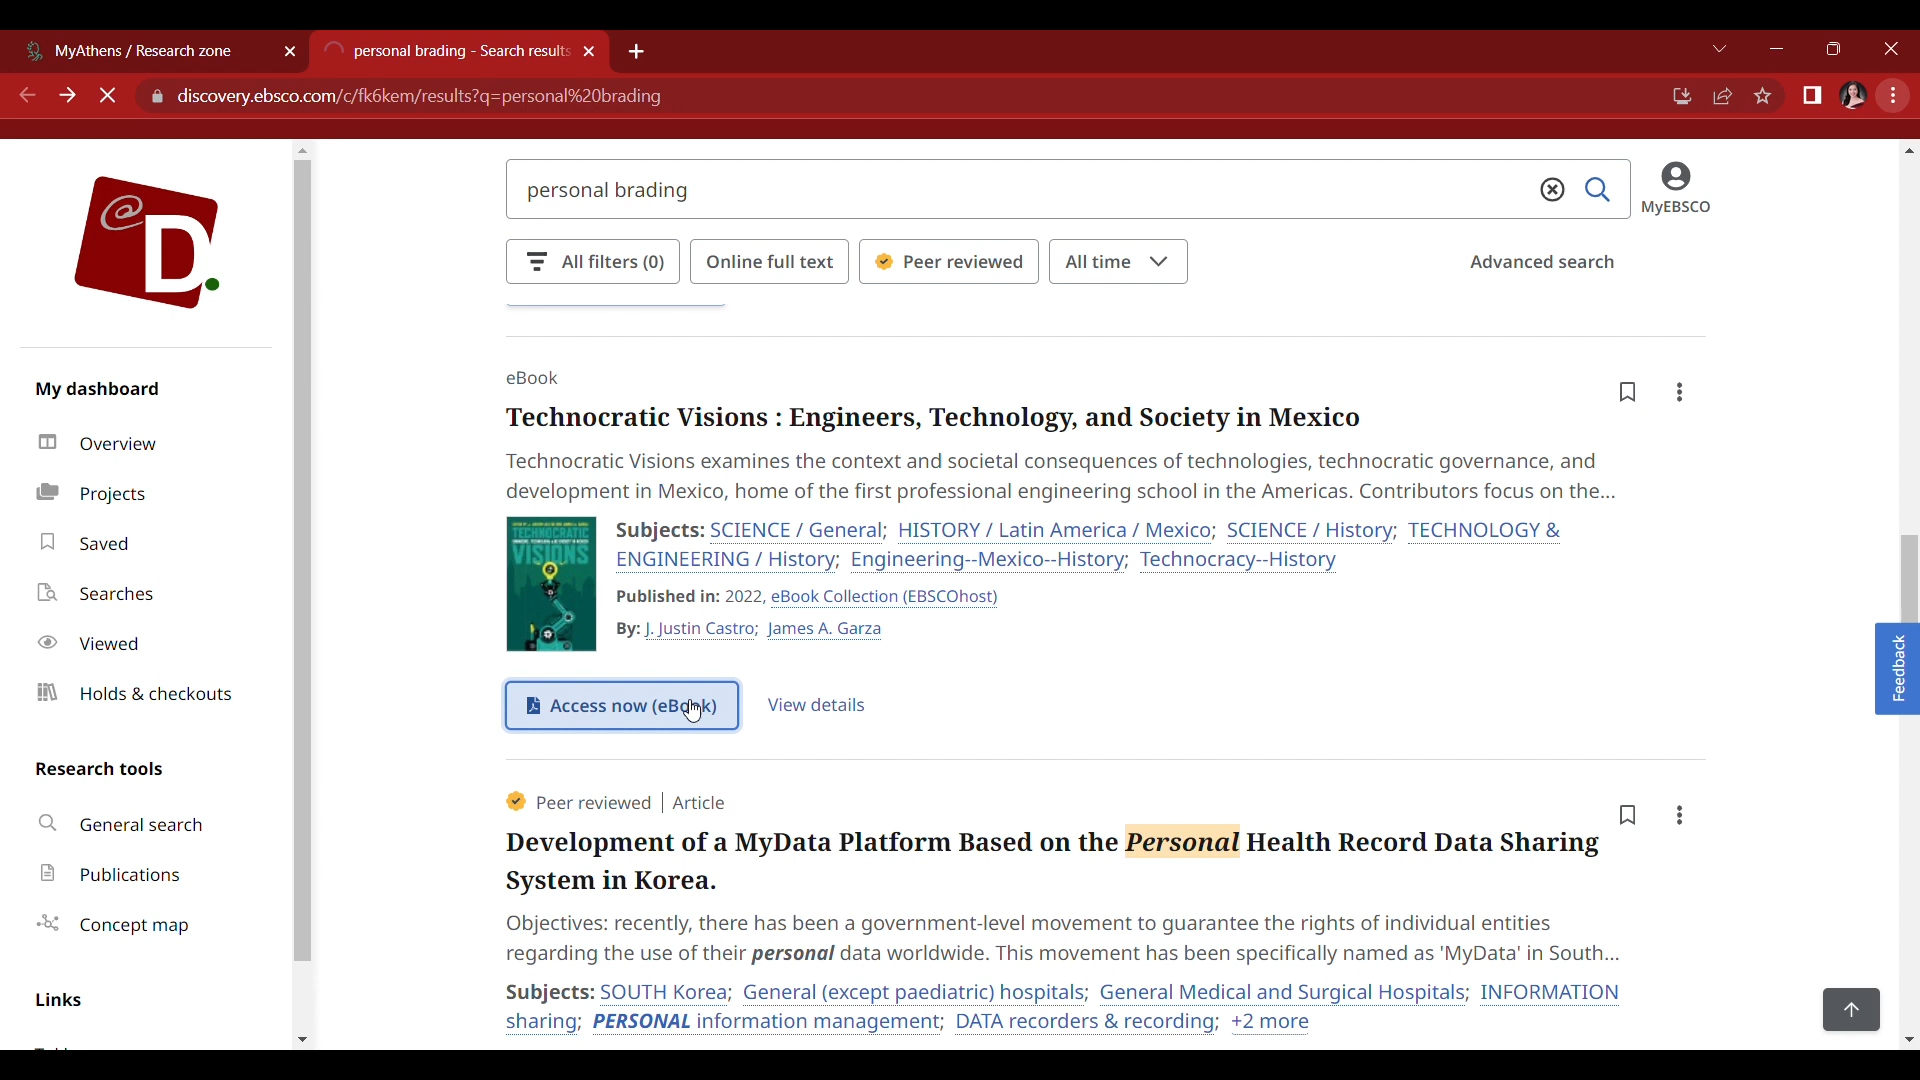 MyAthens / Research zone
personal brading - Search results
discovery.ebsco.com/c/fk6kem/results?q=personal%20brading
@D.
personal brading
MyEBSCO
All filters (0)
Online full text
Peer reviewed
All time
Advanced search
My dashboard
Overview
Projects
Saved
Searches
Viewed
Holds & checkouts
Research tools
General search
Publications
Concept map
Links
eBook
Technocratic Visions : Engineers, Technology, and Society in Mexico
Technocratic Visions examines the context and societal consequences of technologies, technocratic governance, and
development in Mexico, home of the first professional engineering school in the Americas. Contributors focus on the...
TECHNOCRATIC
VISIONS
Subjects: SCIENCE / General; HISTORY / Latin America / Mexico; SCIENCE / History; TECHNOLOGY &
ENGINEERING / History; Engineering--Mexico--History; Technocracy--History
Published in: 2022, eBook Collection (EBSCOhost)
By: J. Justin Castro; James A. Garza
Access now (eBook)
View details
Peer reviewed | Article
Development of a MyData Platform Based on the Personal Health Record Data Sharing
System in Korea.
Objectives: recently, there has been a government-level movement to guarantee the rights of individual entities
regarding the use of their personal data worldwide. This movement has been specifically named as 'MyData' in South...
Subjects: SOUTH Korea; General (except paediatric) hospitals; General Medical and Surgical Hospitals; INFORMATION
sharing; PERSONAL information management; DATA recorders & recording; +2 more
Feedback